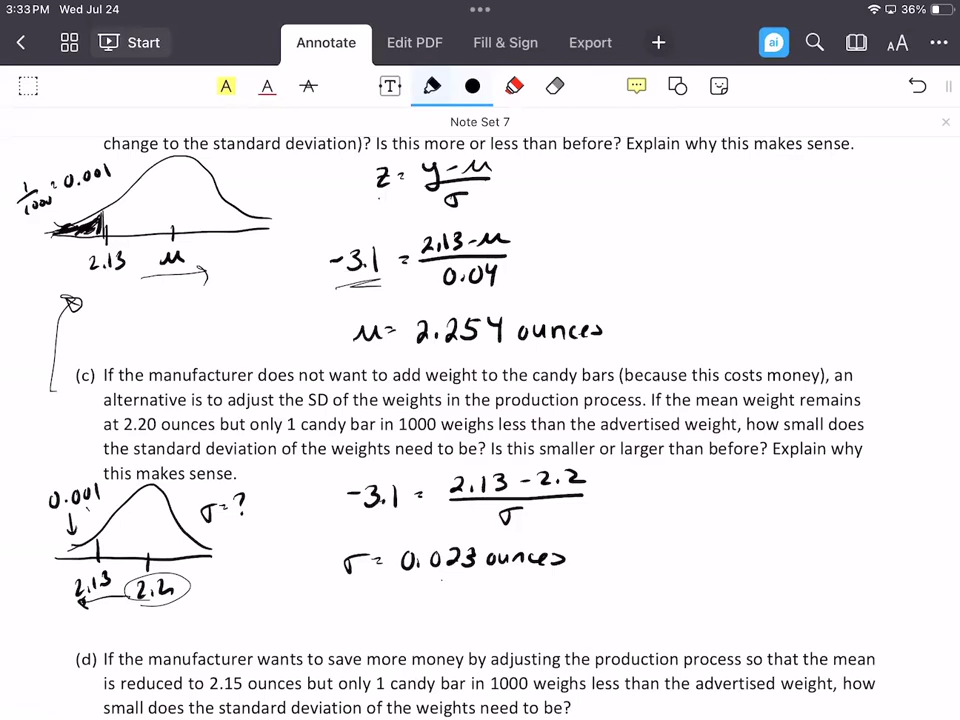 3:33 PM Wed Jul 24
36%
Start
Annotate
Edit PDF
Fill & Sign
Export
+
ai
AA
A A A T
Note Set 7
change to the standard deviation)? Is this more or less than before? Explain why this makes sense.
1/1000 = 0.001
z = y-μ/σ
2.13 μ
-3.1 = 2.13-μ/0.04
μ= 2.254 ounces
(c) If the manufacturer does not want to add weight to the candy bars (because this costs money), an
alternative is to adjust the SD of the weights in the production process. If the mean weight remains
at 2.20 ounces but only 1 candy bar in 1000 weighs less than the advertised weight, how small does
the standard deviation of the weights need to be? Is this smaller or larger than before? Explain why
this makes sense.
0.001
σ=?
-3.1 = 2.13-2.2/σ
σ= 0.023 ounces
2.13 2.2
(d) If the manufacturer wants to save more money by adjusting the production process so that the mean
is reduced to 2.15 ounces but only 1 candy bar in 1000 weighs less than the advertised weight, how
small does the standard deviation of the weights need to be?